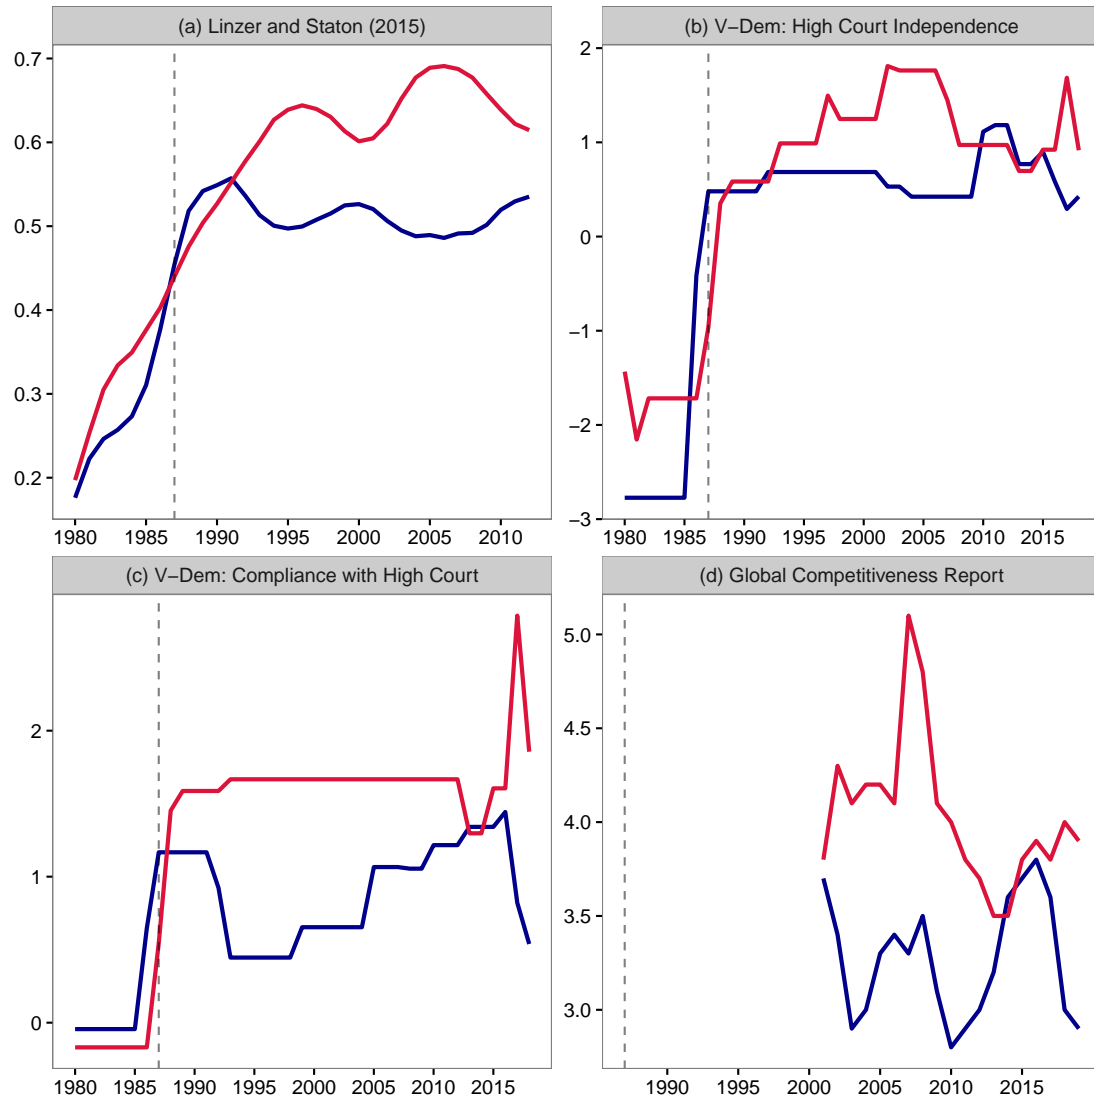 (a) Linzer and Staton (2015)
0.7
0.6
0.5
0.4
0.3
0.2
1980 1985 1990 1995 2000 2005 2010
(b) V−Dem: High Court Independence
2
1
0
−1
−2
−3
1980 1985 1990 1995 2000 2005 2010 2015
(c) V−Dem: Compliance with High Court
2
1
0
1980 1985 1990 1995 2000 2005 2010 2015
(d) Global Competitiveness Report
5.0
4.5
4.0
3.5
3.0
1990 1995 2000 2005 2010 2015